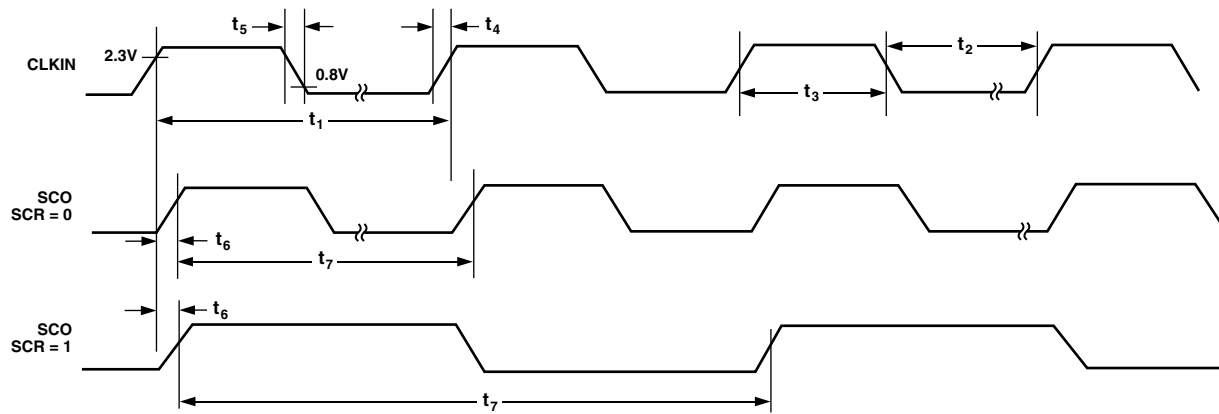 t5
t4
2.3V
CLKIN
0.8V
t2
t3
t1
SCO
SCR = 0
t6
t7
t6
SCO
SCR = 1
t7